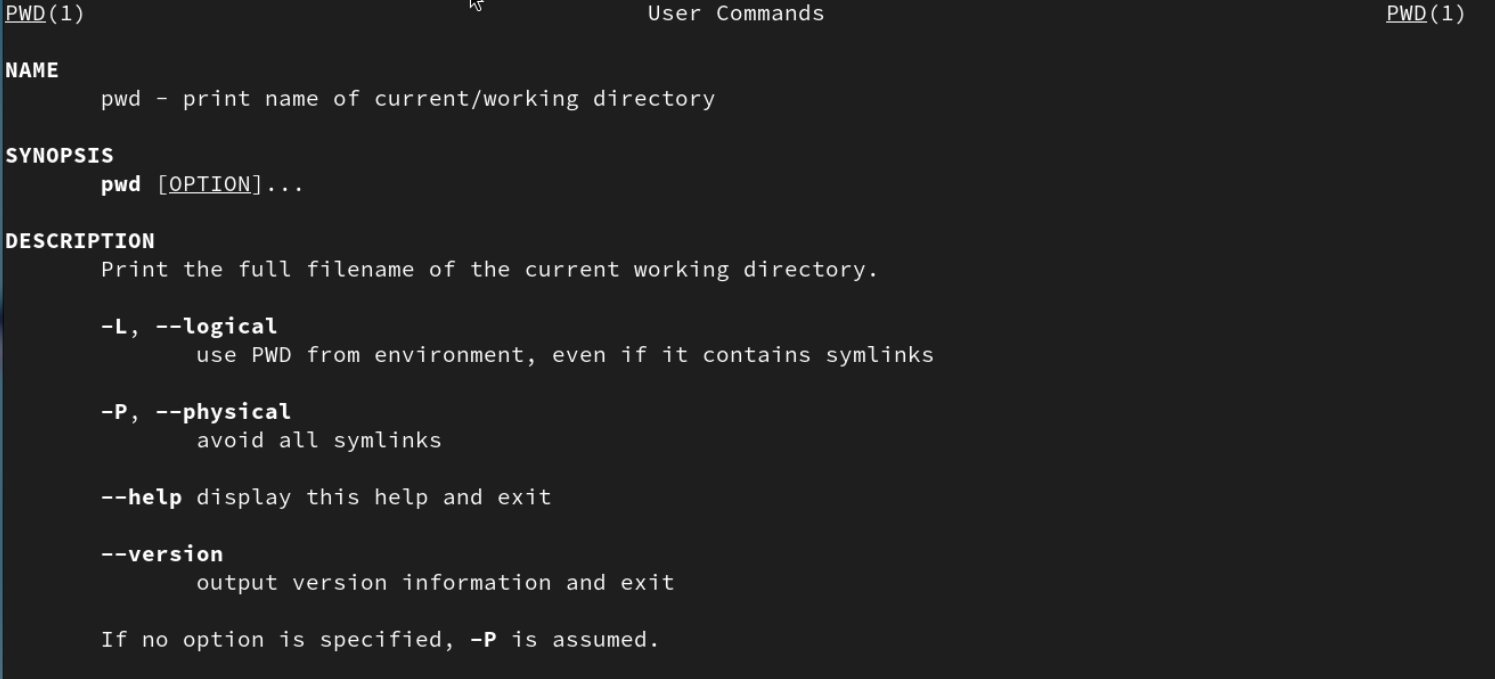 PWD(1) User Commands PWD(1)
NAME
pwd - print name of current/working directory
SYNOPSIS
pwd [OPTION]...
DESCRIPTION
Print the full filename of the current working directory.
-L, --logical
use PWD from environment, even if it contains symlinks
-P, --physical
avoid all symlinks
--help display this help and exit
--version
output version information and exit
If no option is specified, -P is assumed.